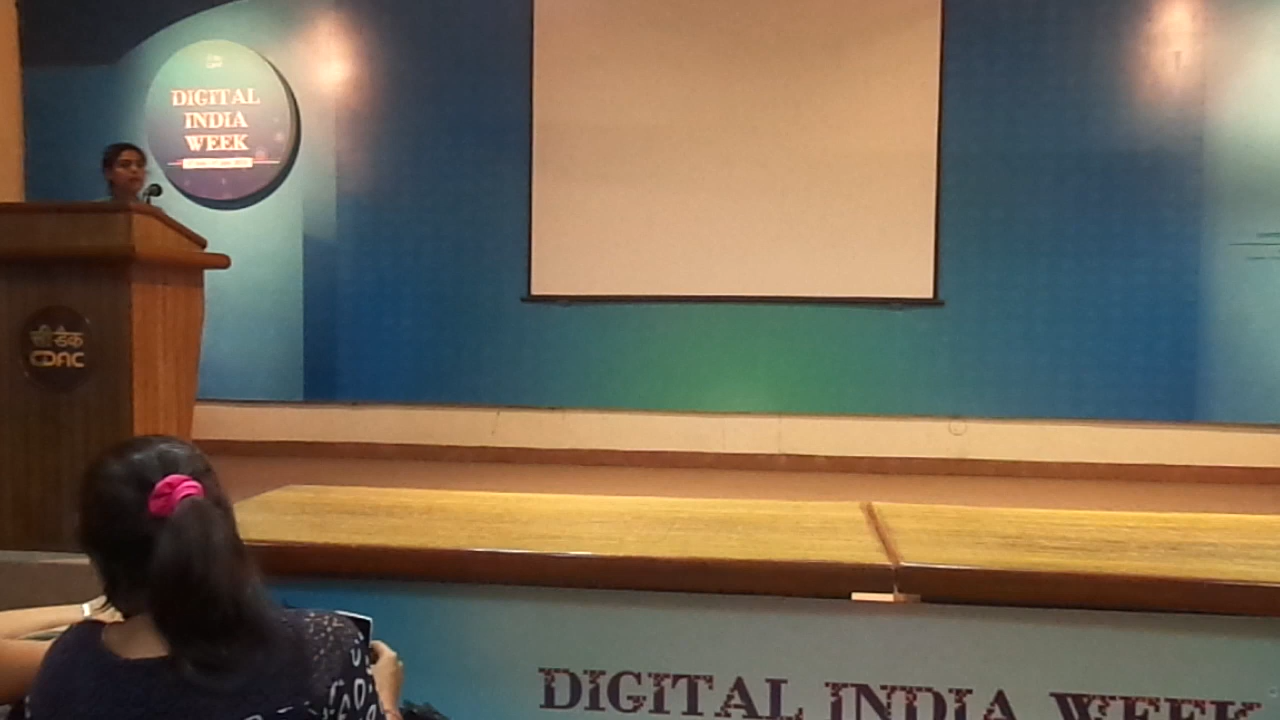 DIGITAL
INDIA
WEEK
सी डैक
CDAC
DIGITAL INDIA WEEK